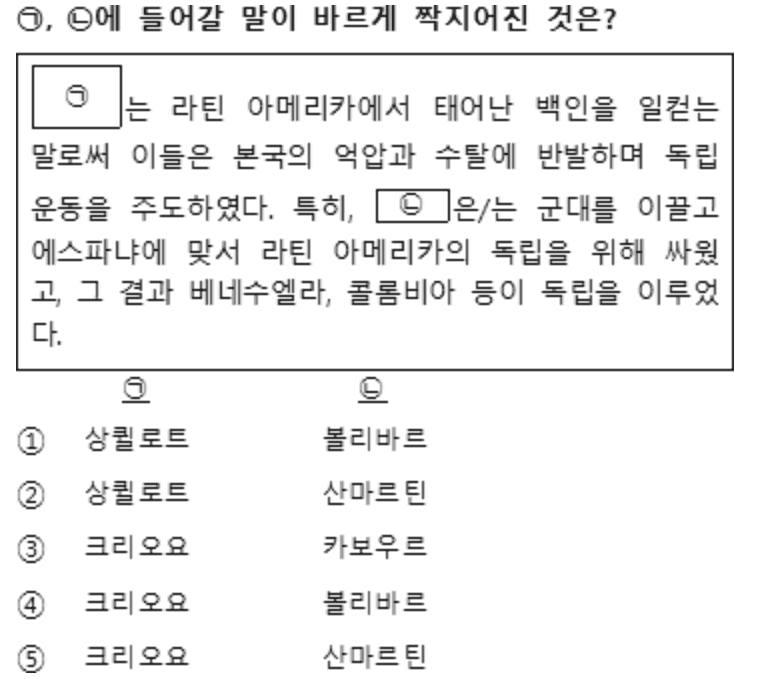 ㉠, ㉡에 들어갈 말이 바르게 짝지어진 것은?
㉠는 라틴 아메리카에서 태어난 백인을 일컫는
말로써 이들은 본국의 억압과 수탈에 반발하며 독립
운동을 주도하였다. 특히, ㉡은/는 군대를 이끌고
에스파냐에 맞서 라틴 아메리카의 독립을 위해 싸웠
고, 그 결과 베네수엘라, 콜롬비아 등이 독립을 이루었
다.
㉠ ㉡
① 상퀼로트 볼리바르
② 상퀼로트 산마르틴
③ 크리오요 카보우르
④ 크리오요 볼리바르
⑤ 크리오요 산마르틴